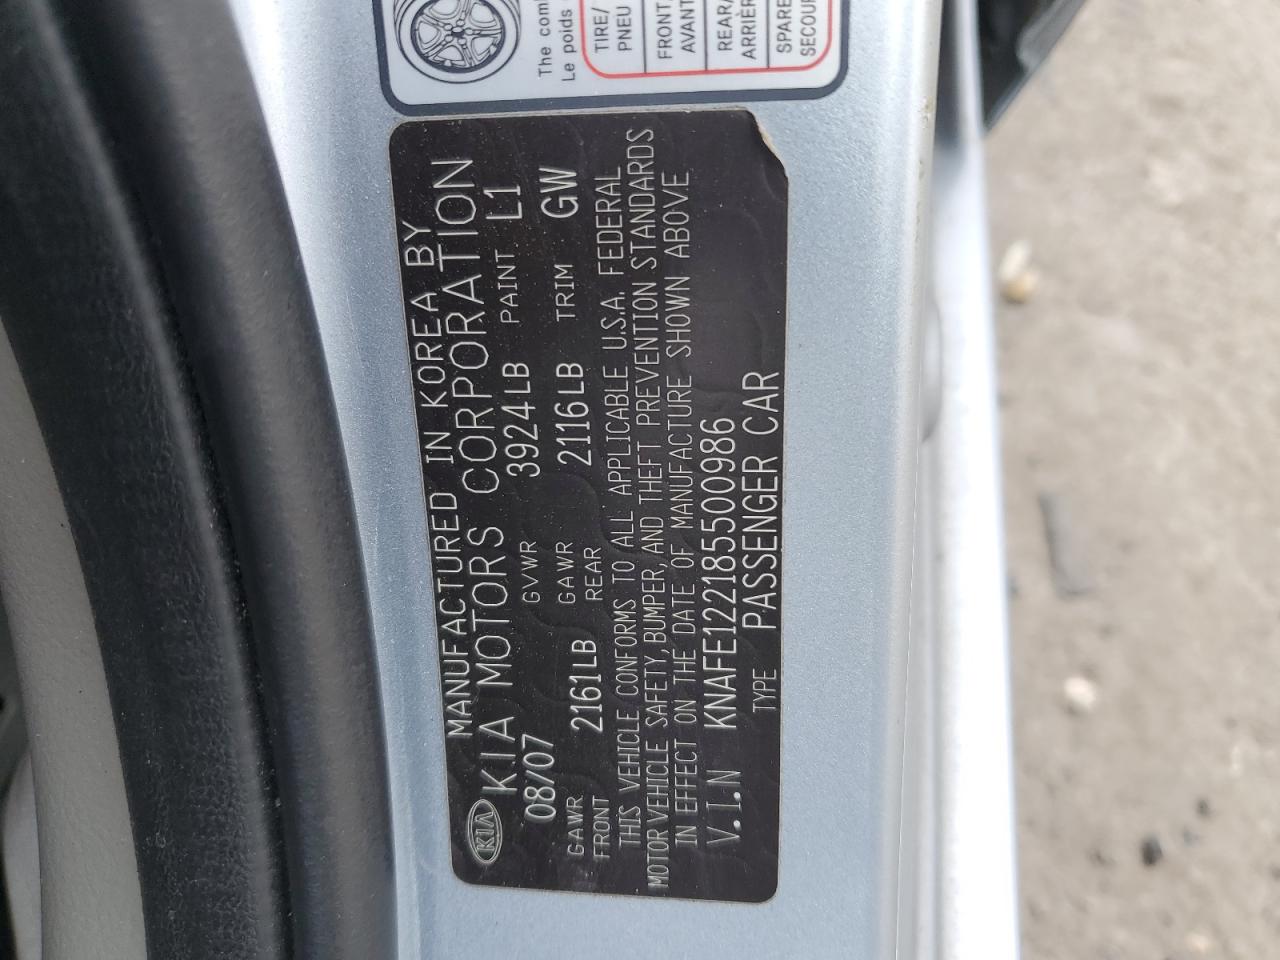 MANUFACTURED IN KOREA BY
KIA KIA MOTORS CORPORATION
08/07 GVWR 3924LB PAINT L1
GAWR FRONT 2161LB GAWR REAR 2116LB TRIM GW
THIS VEHICLE CONFORMS TO ALL APPLICABLE U.S.A. FEDERAL
MOTOR VEHICLE SAFETY, BUMPER, AND THEFT PREVENTION STANDARDS
IN EFFECT ON THE DATE OF MANUFACTURE SHOWN ABOVE
V.I.N KNAFE122185500986
TYPE PASSENGER CAR
The
Le poids
TIRE/
PNEU
FRONT/
AVANT
REAR/
ARRIÈRE
SPARE